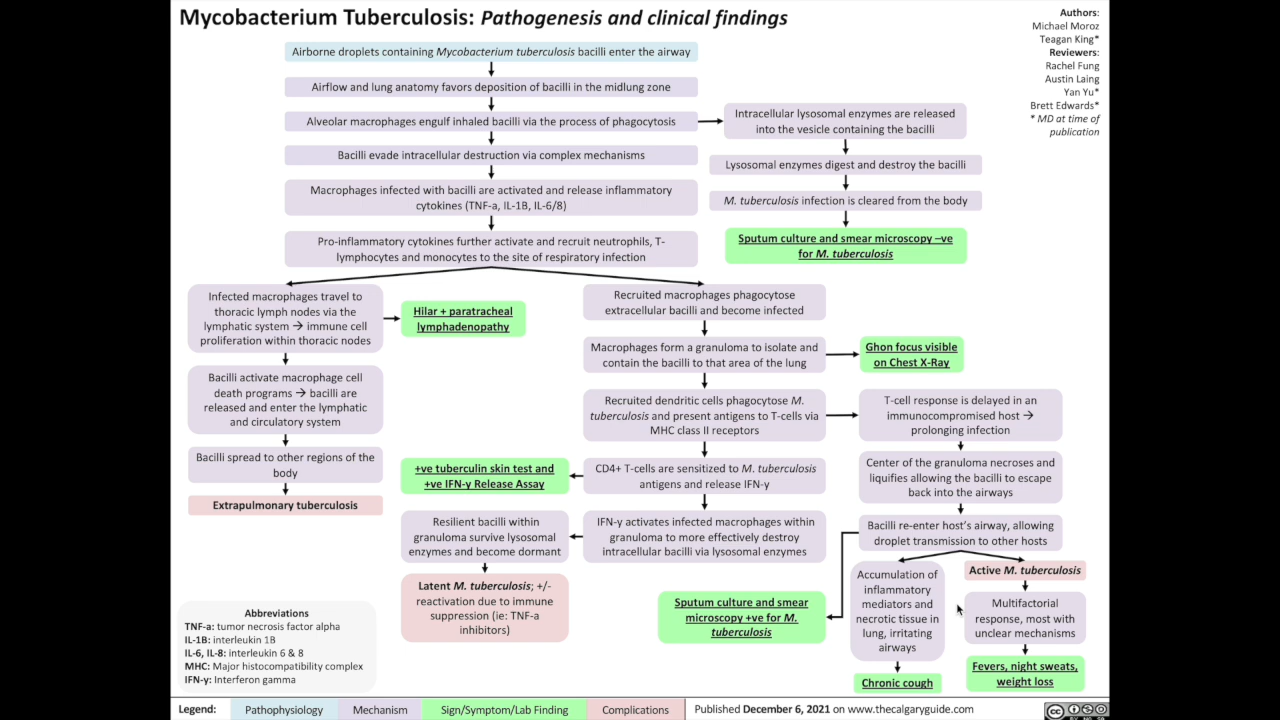 Mycobacterium Tuberculosis: Pathogenesis and clinical findings
Authors:
Michael Moroz
Teagan King*
Reviewers:
Rachel Fung
Austin Laing
Yan Yu*
Brett Edwards*
* MD at time of
publication
Airborne droplets containing Mycobacterium tuberculosis bacilli enter the airway
Airflow and lung anatomy favors deposition of bacilli in the midlung zone
Alveolar macrophages engulf inhaled bacilli via the process of phagocytosis
Bacilli evade intracellular destruction via complex mechanisms
Macrophages infected with bacilli are activated and release inflammatory
cytokines (TNF-a, IL-1B, IL-6/8)
Pro-inflammatory cytokines further activate and recruit neutrophils, T-
lymphocytes and monocytes to the site of respiratory infection
Intracellular lysosomal enzymes are released
into the vesicle containing the bacilli
Lysosomal enzymes digest and destroy the bacilli
M. tuberculosis infection is cleared from the body
Sputum culture and smear microscopy –ve
for M. tuberculosis
Infected macrophages travel to
thoracic lymph nodes via the
lymphatic system → immune cell
proliferation within thoracic nodes
Hilar + paratracheal
lymphadenopathy
Bacilli activate macrophage cell
death programs → bacilli are
released and enter the lymphatic
and circulatory system
Bacilli spread to other regions of the
body
Extrapulmonary tuberculosis
Recruited macrophages phagocytose
extracellular bacilli and become infected
Macrophages form a granuloma to isolate and
contain the bacilli to that area of the lung
Ghon focus visible
on Chest X-Ray
Recruited dendritic cells phagocytose M.
tuberculosis and present antigens to T-cells via
MHC class II receptors
CD4+ T-cells are sensitized to M. tuberculosis
antigens and release IFN-γ
+ve tuberculin skin test and
+ve IFN-γ Release Assay
IFN-γ activates infected macrophages within
granuloma to more effectively destroy
intracellular bacilli via lysosomal enzymes
Resilient bacilli within
granuloma survive lysosomal
enzymes and become dormant
Latent M. tuberculosis; +/-
reactivation due to immune
suppression (ie: TNF-a
inhibitors)
T-cell response is delayed in an
immunocompromised host →
prolonging infection
Center of the granuloma necroses and
liquifies allowing the bacilli to escape
back into the airways
Bacilli re-enter host's airway, allowing
droplet transmission to other hosts
Sputum culture and smear
microscopy +ve for M.
tuberculosis
Accumulation of
inflammatory
mediators and
necrotic tissue in
lung, irritating
airways
Chronic cough
Active M. tuberculosis
Multifactorial
response, most with
unclear mechanisms
Fevers, night sweats,
weight loss
Abbreviations
TNF-a: tumor necrosis factor alpha
IL-1B: interleukin 1B
IL-6, IL-8: interleukin 6 & 8
MHC: Major histocompatibility complex
IFN-γ: Interferon gamma
Legend: Pathophysiology Mechanism Sign/Symptom/Lab Finding Complications Published December 6, 2021 on www.thecalgaryguide.com